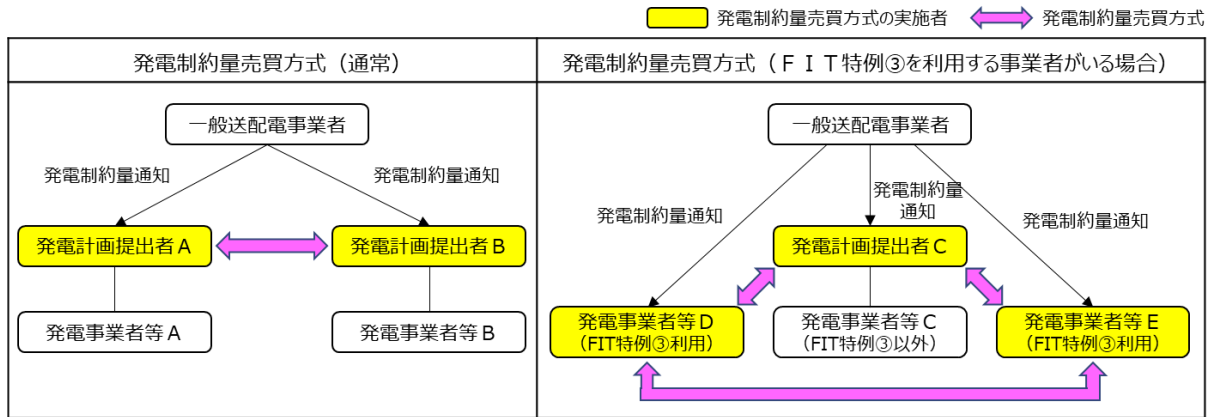 発電制約量売買方式の実施者
発電制約量売買方式
発電制約量売買方式（通常）
一般送配電事業者
発電制約量通知
発電制約量通知
発電計画提出者A
発電計画提出者B
発電事業者等A
発電事業者等B
発電制約量売買方式（ＦＩＴ特例③を利用する事業者がいる場合）
一般送配電事業者
発電制約量通知
発電制約量
通知
発電制約量通知
発電計画提出者C
発電事業者等D
（FIT特例③利用）
発電事業者等C
（FIT特例③以外）
発電事業者等E
（FIT特例③利用）